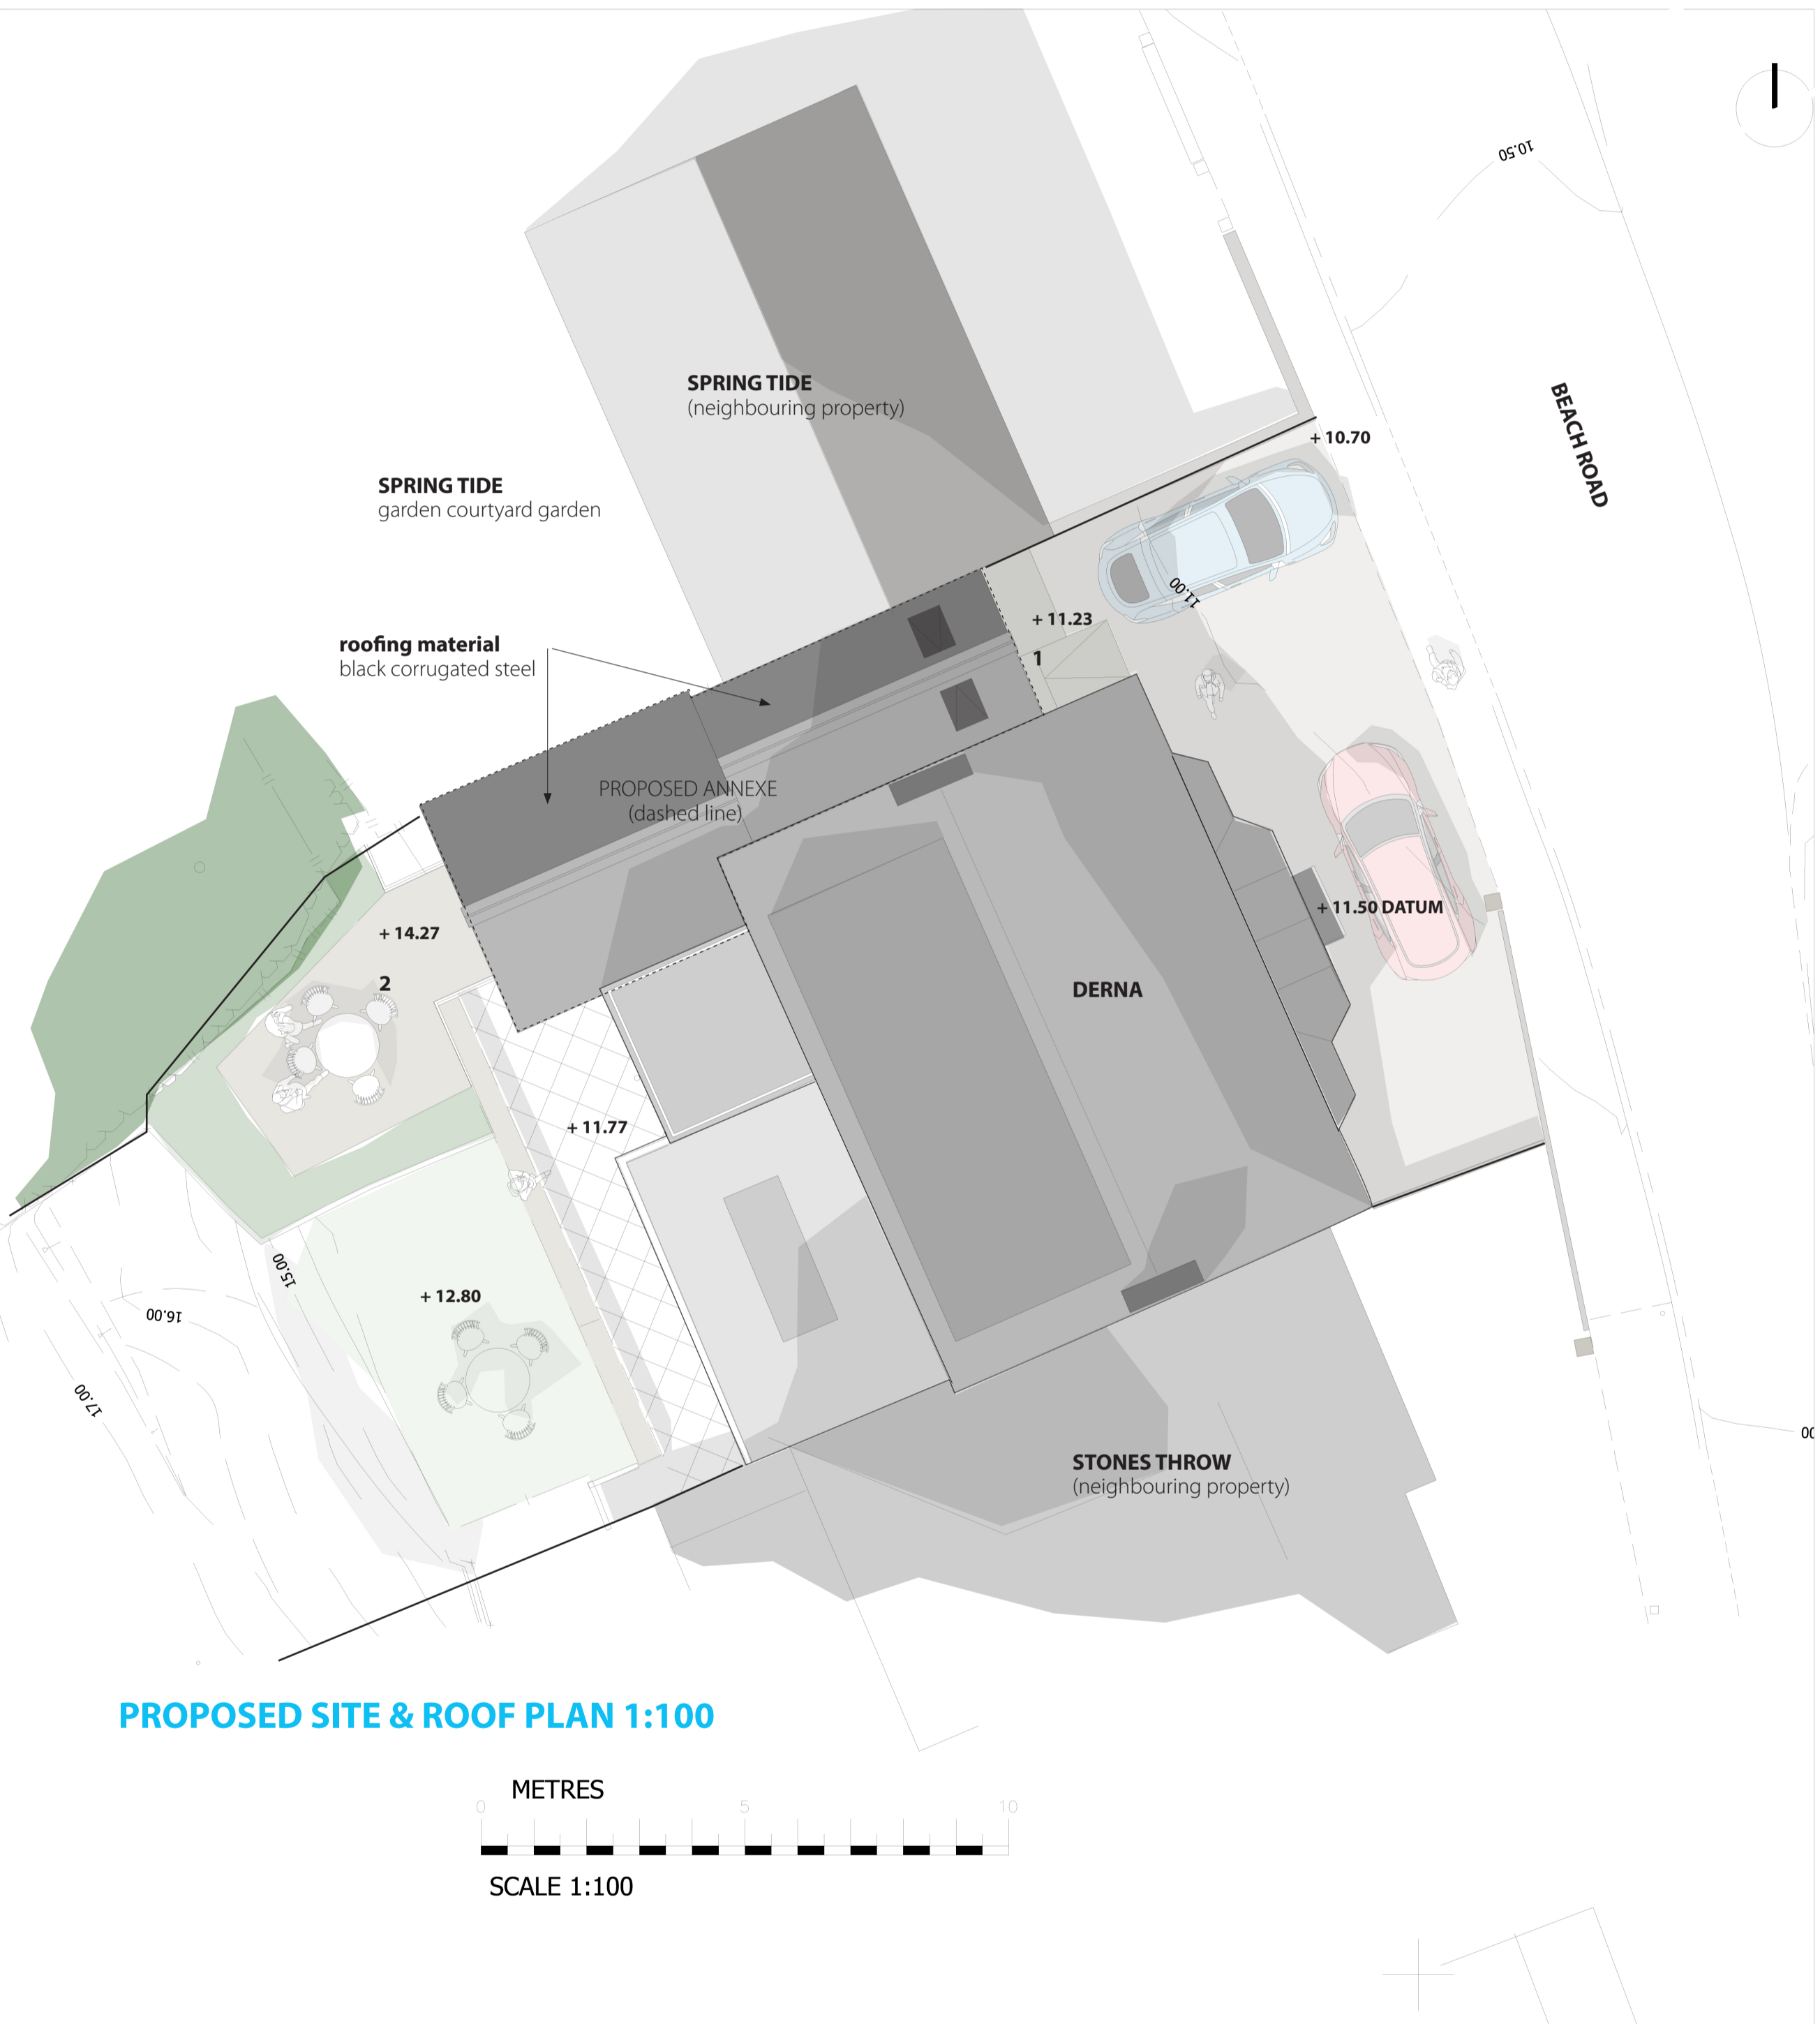 10.50
SPRING TIDE
(neighbouring property)
BEACH ROAD
+ 10.70
SPRING TIDE
garden courtyard garden
11.00
+ 11.23
1
roofing material
black corrugated steel
PROPOSED ANNEXE
(dashed line)
+ 11.50 DATUM
+ 14.27
2
DERNA
+ 11.77
15.00
+ 12.80
16.00
17.00
STONES THROW
(neighbouring property)
PROPOSED SITE & ROOF PLAN 1:100
METRES
0 5 10
SCALE 1:100